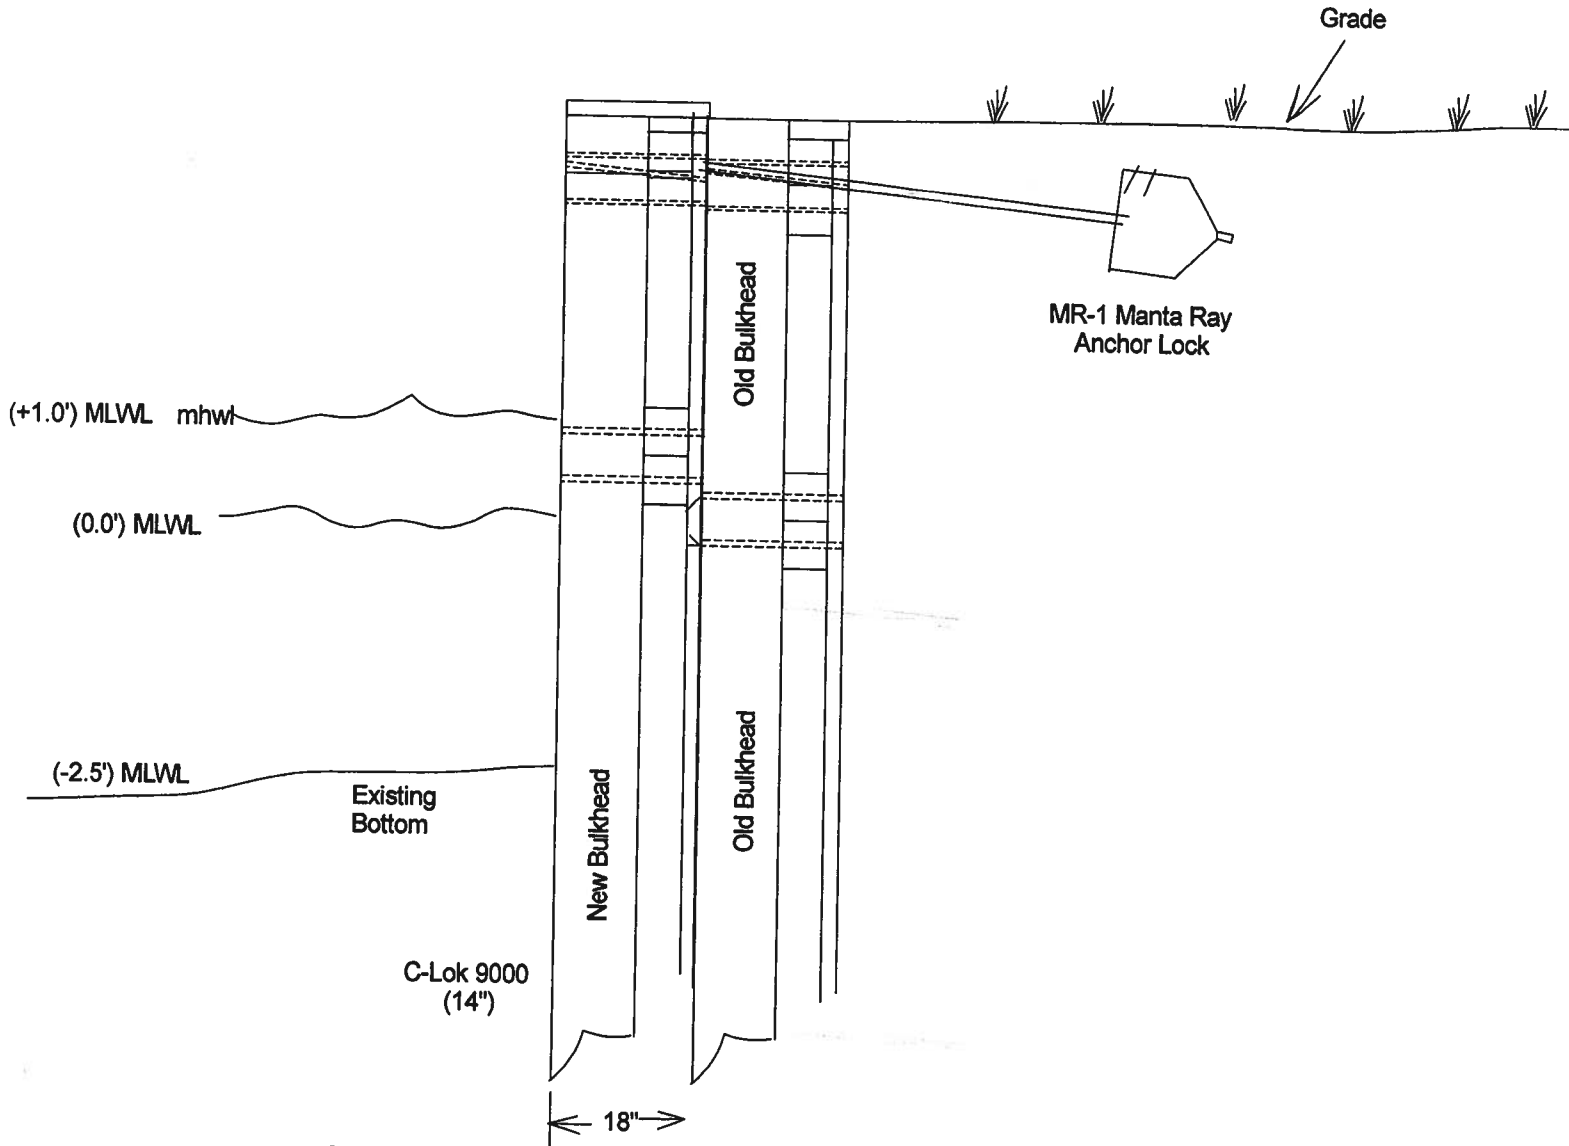 Grade
MR-1 Manta Ray
Anchor Lock
Old Bulkhead
(+1.0') MLWL mhwl
(0.0') MLWL
(-2.5') MLWL
Existing
Bottom
New Bulkhead
Old Bulkhead
C-Lok 9000
(14")
18"